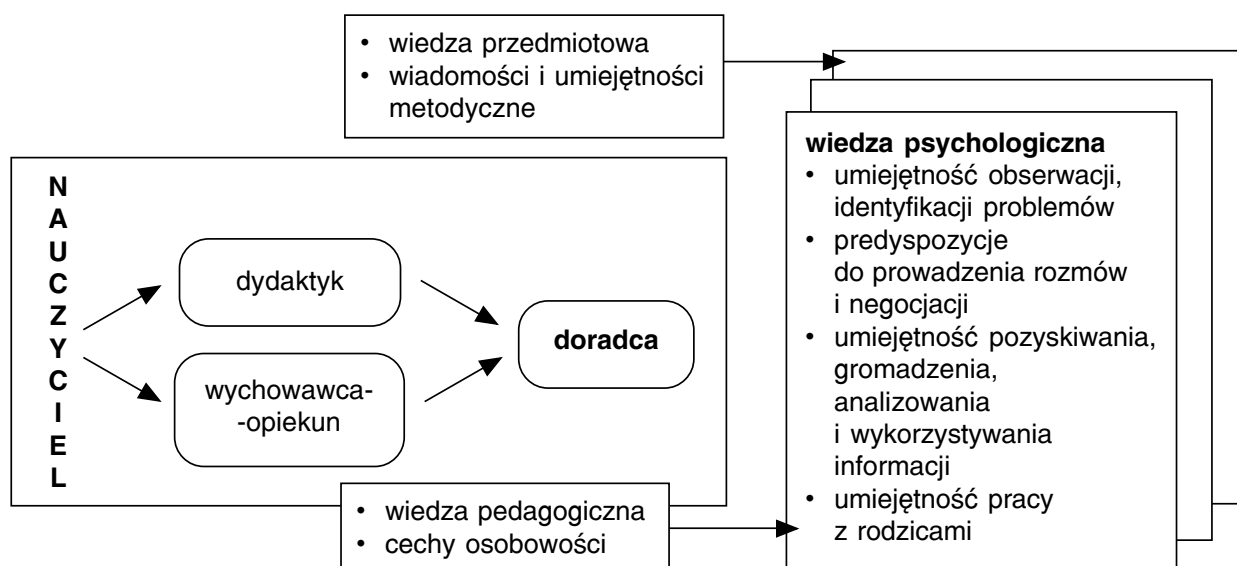 • wiedza przedmiotowa
• wiadomości i umiejętności
metodyczne
NAUCZYCIEL
dydaktyk
wychowawca-
-opiekun
doradca
• wiedza pedagogiczna
• cechy osobowości
wiedza psychologiczna
• umiejętność obserwacji,
identyfikacji problemów
• predyspozycje
do prowadzenia rozmów
i negocjacji
• umiejętność pozyskiwania,
gromadzenia,
analizowania
i wykorzystywania
informacji
• umiejętność pracy
z rodzicami